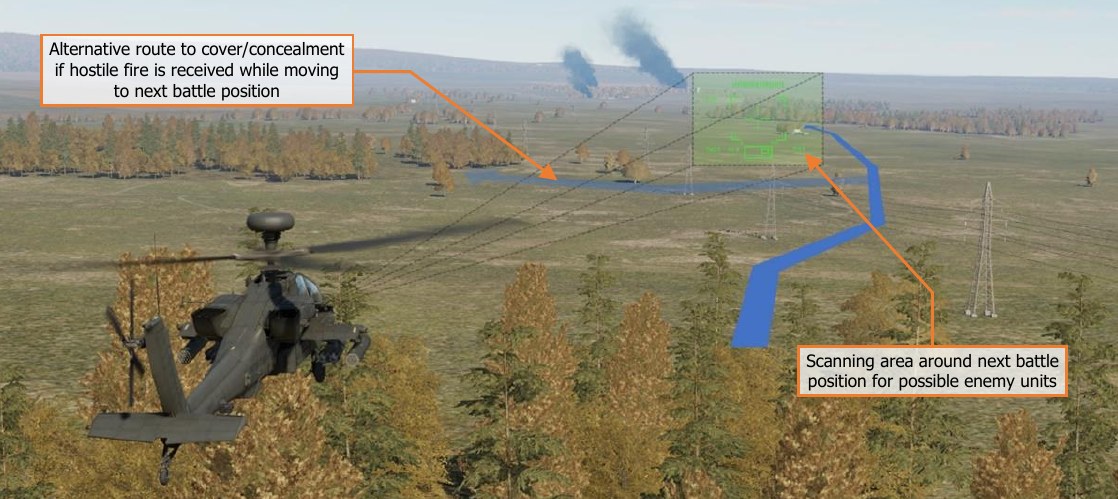 Alternative route to cover/concealment
if hostile fire is received while moving
to next battle position
Scanning area around next battle
position for possible enemy units